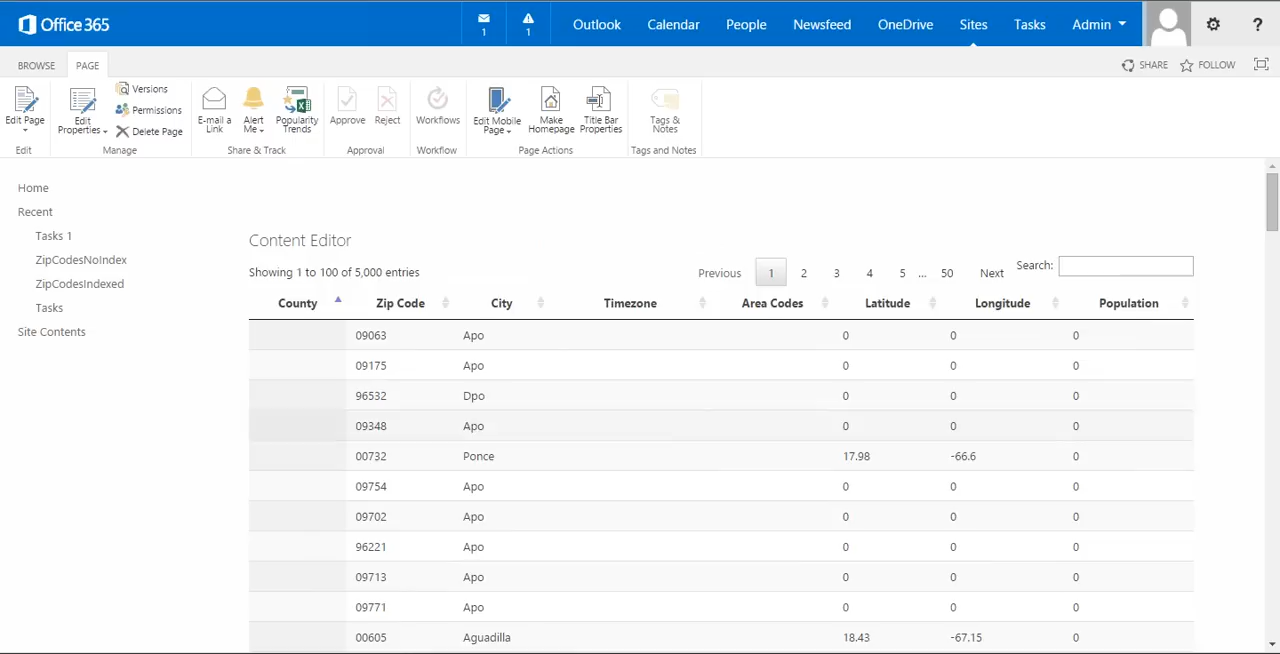 Office 365
1
1
Outlook Calendar People Newsfeed OneDrive Sites Tasks Admin
?
BROWSE PAGE SHARE FOLLOW
Edit Page
Edit
Edit Properties
Versions
Permissions
Delete Page
Manage
E-mail a Link
Alert Me
Popularity Trends
Share & Track
Approve
Reject
Approval
Workflows
Workflow
Edit Mobile Page
Make Homepage
Title Bar Properties
Page Actions
Tags & Notes
Tags and Notes
Home
Recent
Tasks 1
ZipCodesNoIndex
ZipCodesIndexed
Tasks
Site Contents
Content Editor
Showing 1 to 100 of 5,000 entries Previous 1 2 3 4 5 ... 50 Next Search:
County Zip Code City Timezone Area Codes Latitude Longitude Population
09063 Apo 0 0 0
09175 Apo 0 0 0
96532 Dpo 0 0 0
09348 Apo 0 0 0
00732 Ponce 17.98 -66.6 0
09754 Apo 0 0 0
09702 Apo 0 0 0
96221 Apo 0 0 0
09713 Apo 0 0 0
09771 Apo 0 0 0
00605 Aguadilla 18.43 -67.15 0